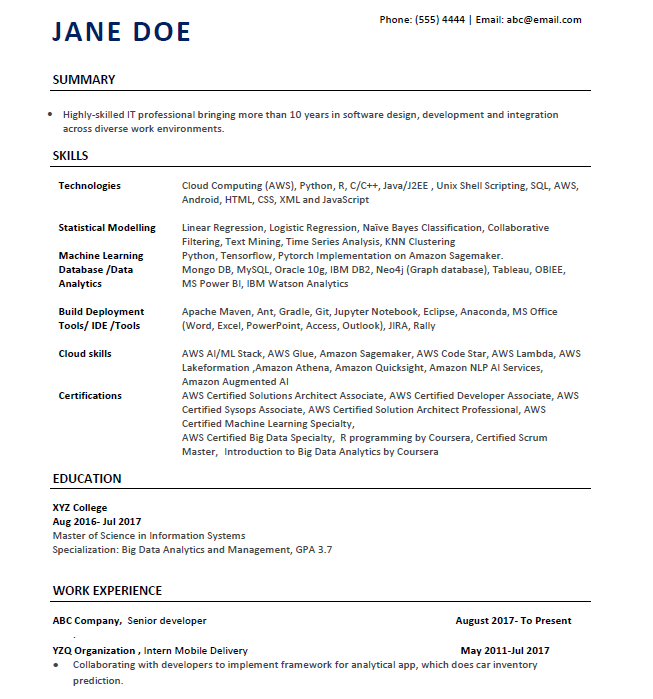 JANE DOE
Phone: (555) 4444 | Email: abc@email.com
SUMMARY
• Highly-skilled IT professional bringing more than 10 years in software design, development and integration
across diverse work environments.
SKILLS
Technologies Cloud Computing (AWS), Python, R, C/C++, Java/J2EE , Unix Shell Scripting, SQL, AWS,
Android, HTML, CSS, XML and JavaScript
Statistical Modelling Linear Regression, Logistic Regression, Naïve Bayes Classification, Collaborative
Filtering, Text Mining, Time Series Analysis, KNN Clustering
Machine Learning Python, Tensorflow, Pytorch Implementation on Amazon Sagemaker.
Database /Data Mongo DB, MySQL, Oracle 10g, IBM DB2, Neo4j (Graph database), Tableau, OBIEE,
Analytics MS Power BI, IBM Watson Analytics
Build Deployment Apache Maven, Ant, Gradle, Git, Jupyter Notebook, Eclipse, Anaconda, MS Office
Tools/ IDE /Tools (Word, Excel, PowerPoint, Access, Outlook), JIRA, Rally
Cloud skills AWS AI/ML Stack, AWS Glue, Amazon Sagemaker, AWS Code Star, AWS Lambda, AWS
Lakeformation ,Amazon Athena, Amazon Quicksight, Amazon NLP AI Services,
Amazon Augmented AI
Certifications AWS Certified Solutions Architect Associate, AWS Certified Developer Associate, AWS
Certified Sysops Associate, AWS Certified Solution Architect Professional, AWS
Certified Machine Learning Specialty,
AWS Certified Big Data Specialty, R programing by Coursera, Certified Scrum
Master, Introduction to Big Data Analytics by Coursera
EDUCATION
XYZ College
Aug 2016- Jul 2017
Master of Science in Information Systems
Specialization: Big Data Analytics and Management, GPA 3.7
WORK EXPERIENCE
ABC Company, Senior developer August 2017- To Present
.
YZQ Organization , Intern Mobile Delivery May 2011-Jul 2017
• Collaborating with developers to implement framework for analytical app, which does car inventory
prediction.